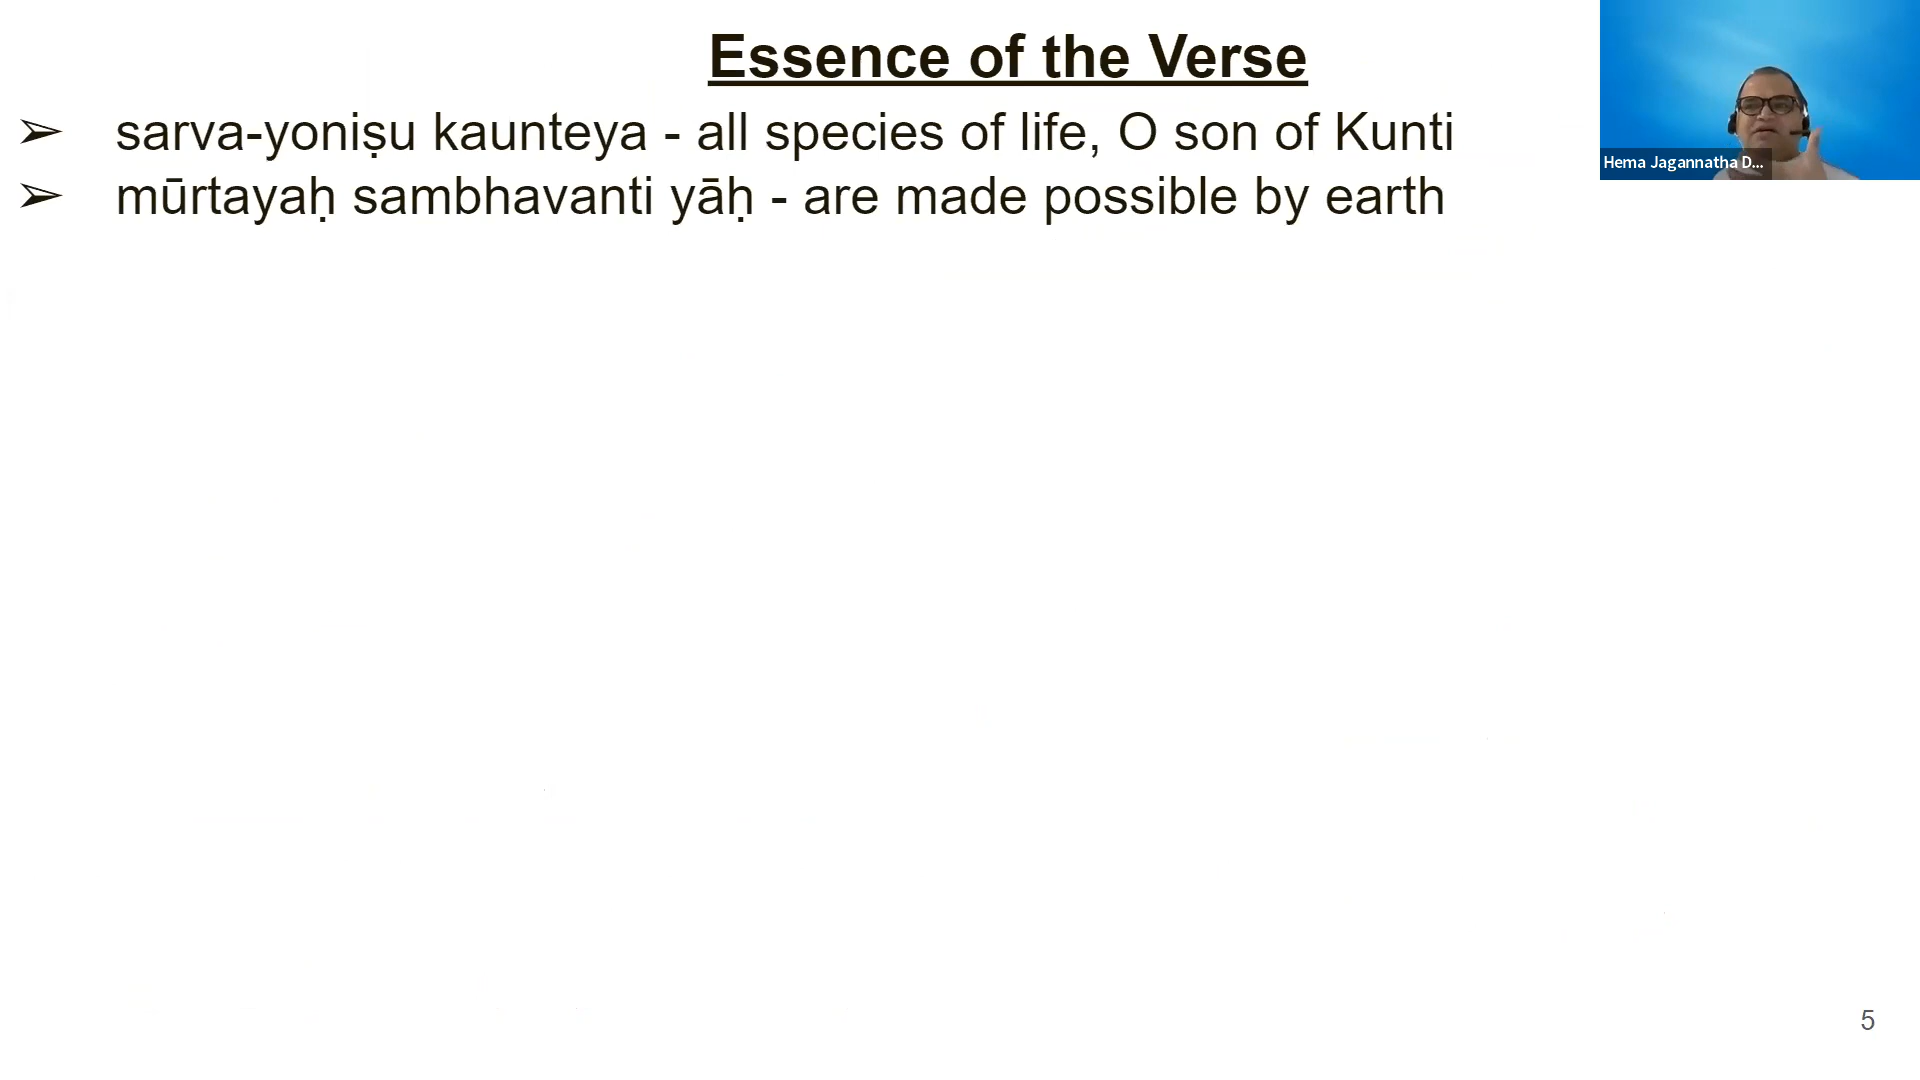 Essence of the Verse
➢ sarva-yoniṣu kaunteya - all species of life, O son of Kunti
➢ mūrtayaḥ sambhavanti yāḥ - are made possible by earth
Hema Jagannatha D...
5